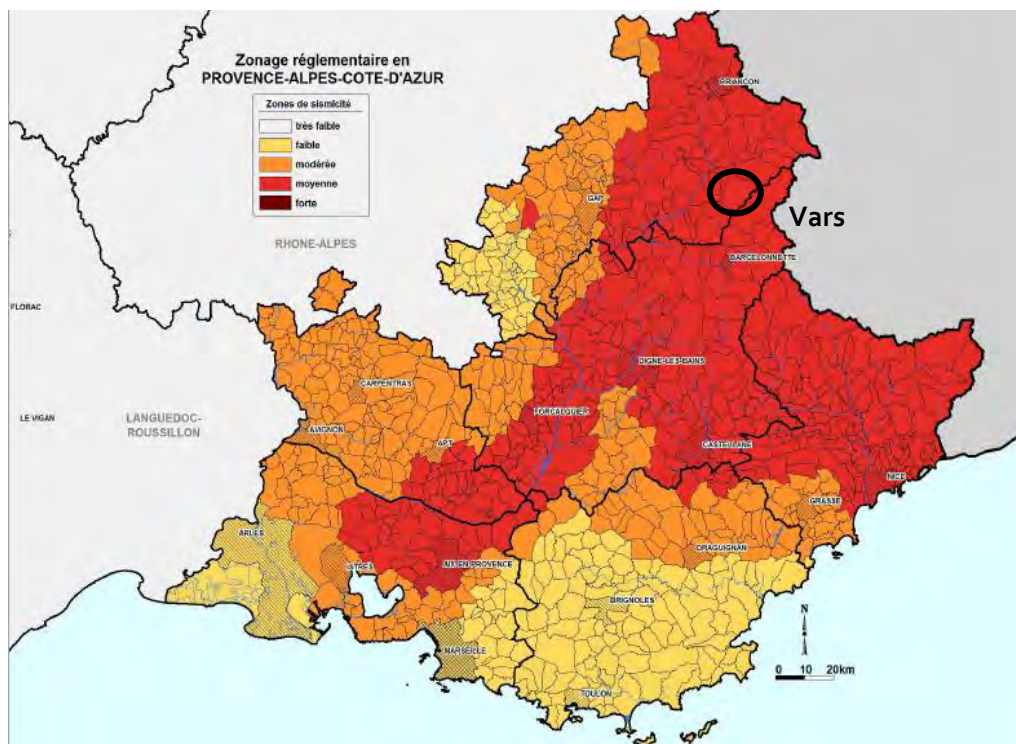 Zonage réglementaire en
PROVENCE-ALPES-COTE-D'AZUR
Zones de sismicité
trés faible
faible
modérée
moyenne
forte
BRIANÇON
GAP
Vars
RHONE-ALPES
BARCELONNETTE
FLORAC
DIGNE-LES-BAINS
CARPENTRAS
FORCALQUIER
LE VIGAN
LANGUEDOC-
ROUSSILLON
AVIGNON
APT
CASTELLANE
NICE
GRASSE
ARLES
DRAGUIGNAN
ISTRES
AIX-EN-PROVENCE
BRIGNOLES
N
MARSEILLE
0 10 20km
TOULON